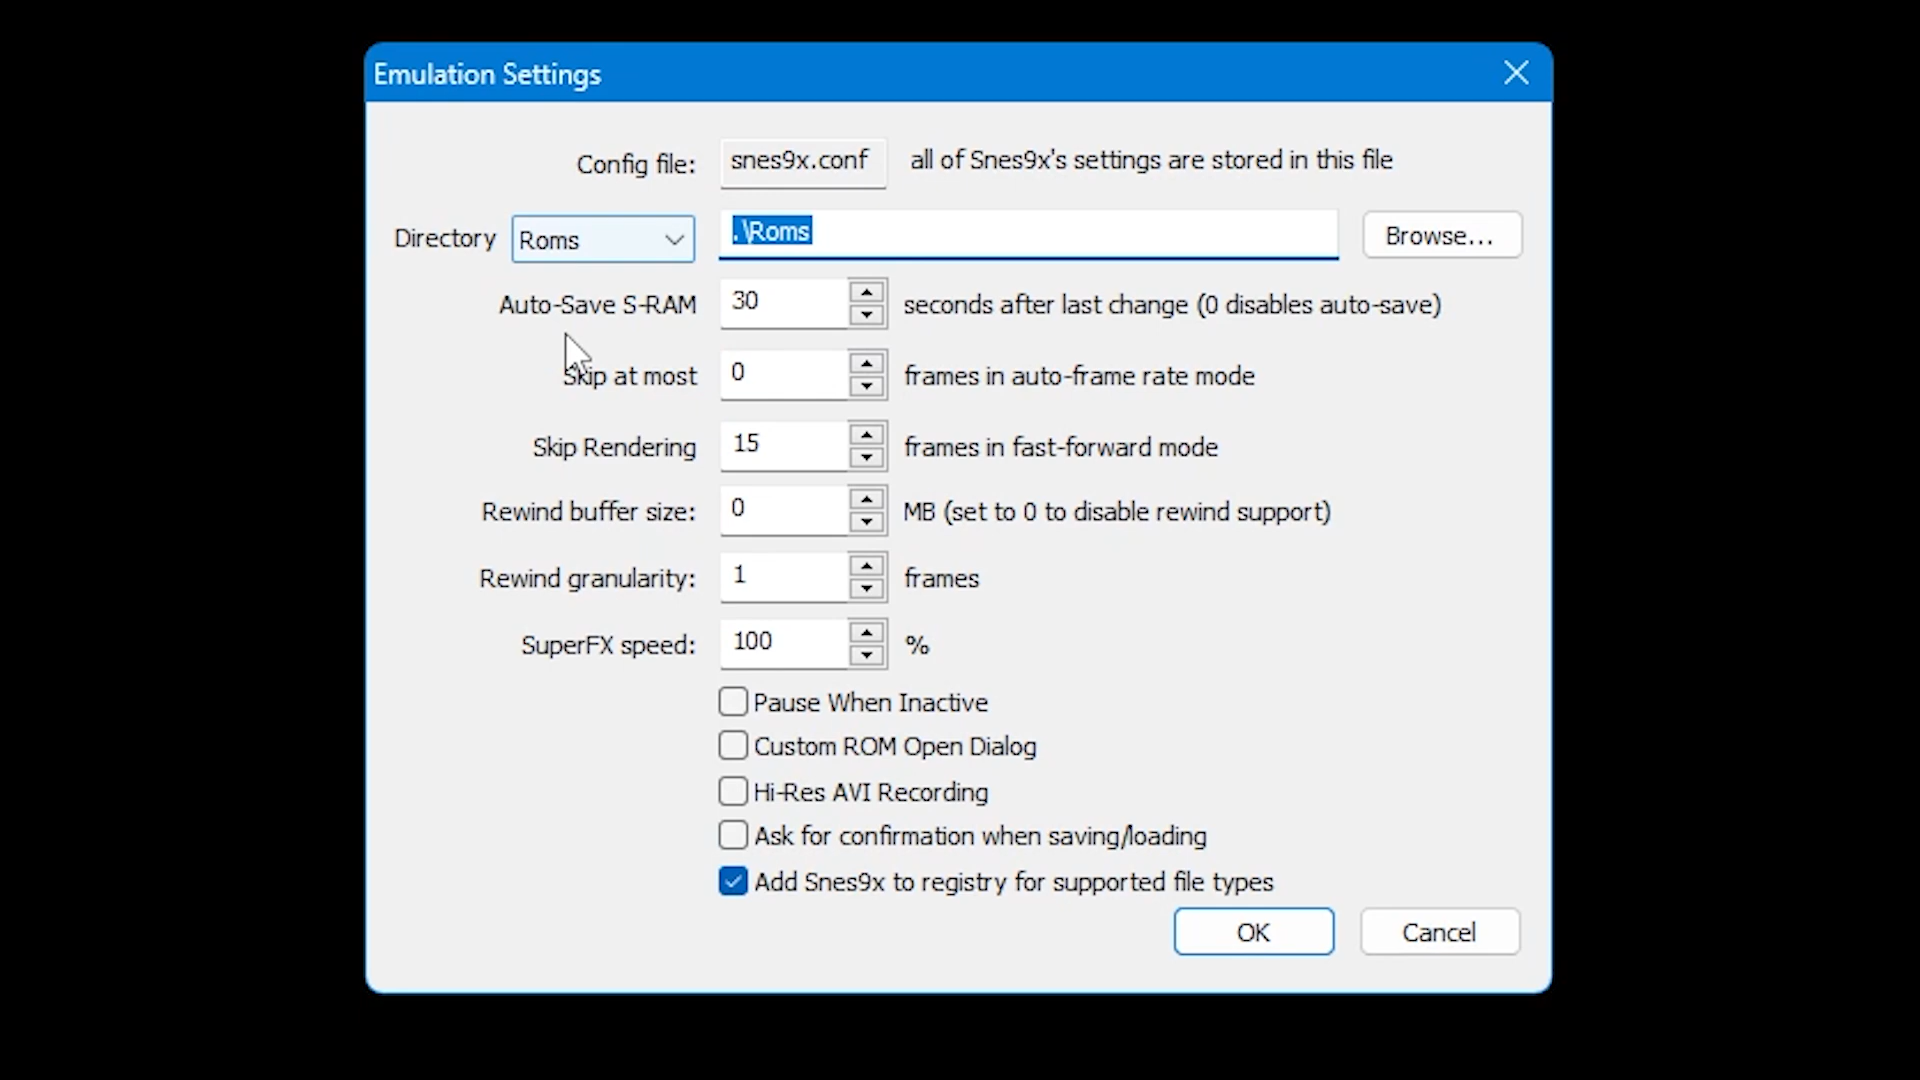 Emulation Settings
Config file: snes9x.conf all of Snes9x's settings are stored in this file
Directory Roms .\Roms Browse...
Auto-Save S-RAM 30 seconds after last change (0 disables auto-save)
Skip at most 0 frames in auto-frame rate mode
Skip Rendering 15 frames in fast-forward mode
Rewind buffer size: 0 MB (set to 0 to disable rewind support)
Rewind granularity: 1 frames
SuperFX speed: 100 %
Pause When Inactive
Custom ROM Open Dialog
Hi-Res AVI Recording
Ask for confirmation when saving/loading
Add Snes9x to registry for supported file types
OK Cancel